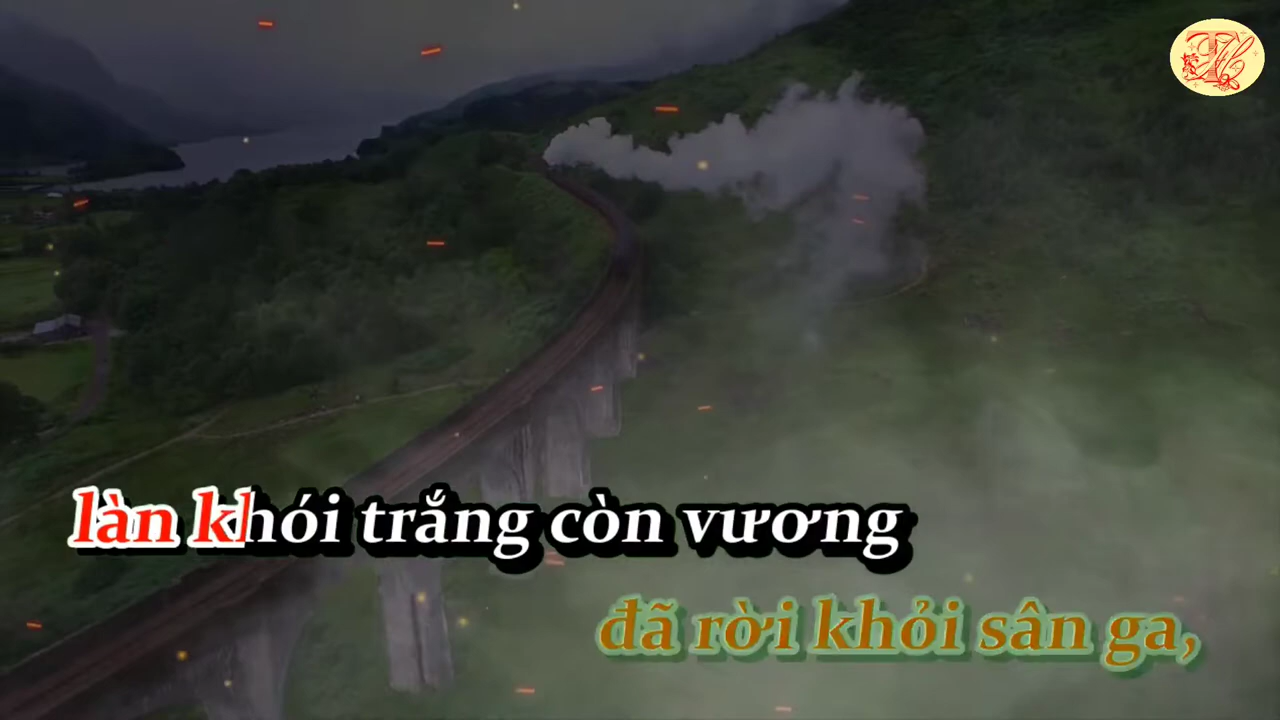 làn khói trắng còn vương
đã rời khỏi sân ga,